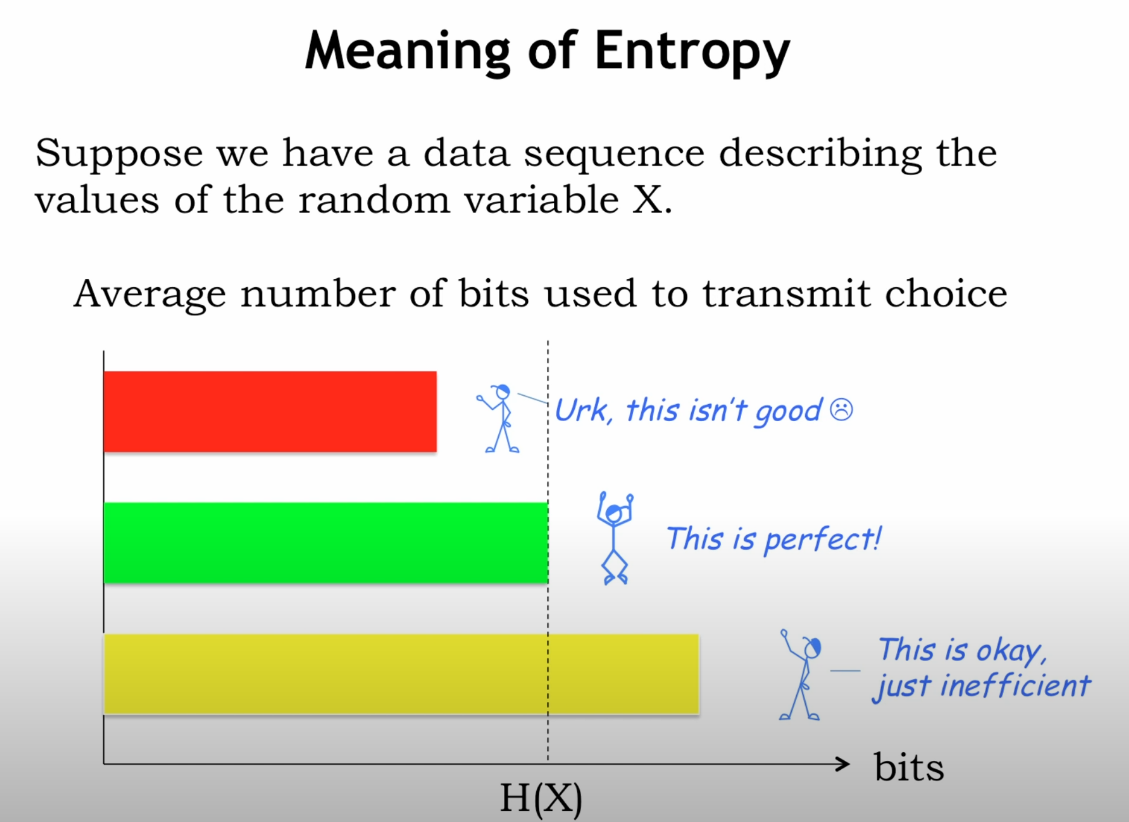 Meaning of Entropy
Suppose we have a data sequence describing the
values of the random variable X.
Average number of bits used to transmit choice
Urk, this isn't good ☹
This is perfect!
This is okay,
just inefficient
bits
H(X)